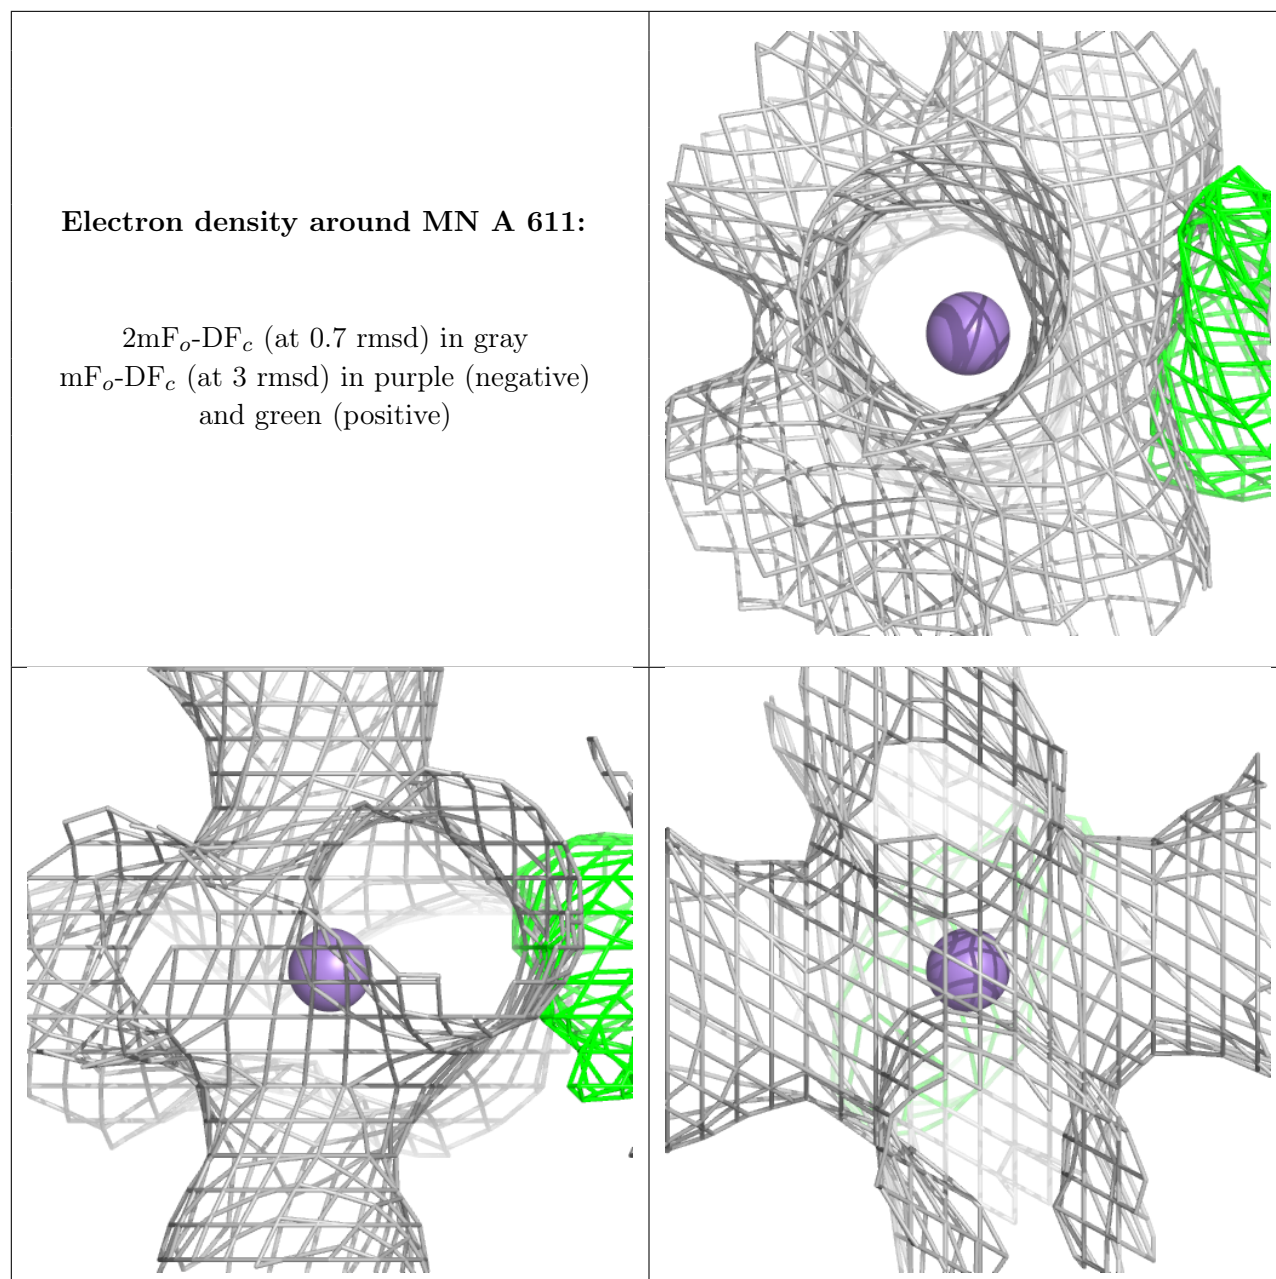 Electron density around MN A 611:
2mFo-DFc (at 0.7 rmsd) in gray
mFo-DFc (at 3 rmsd) in purple (negative)
and green (positive)